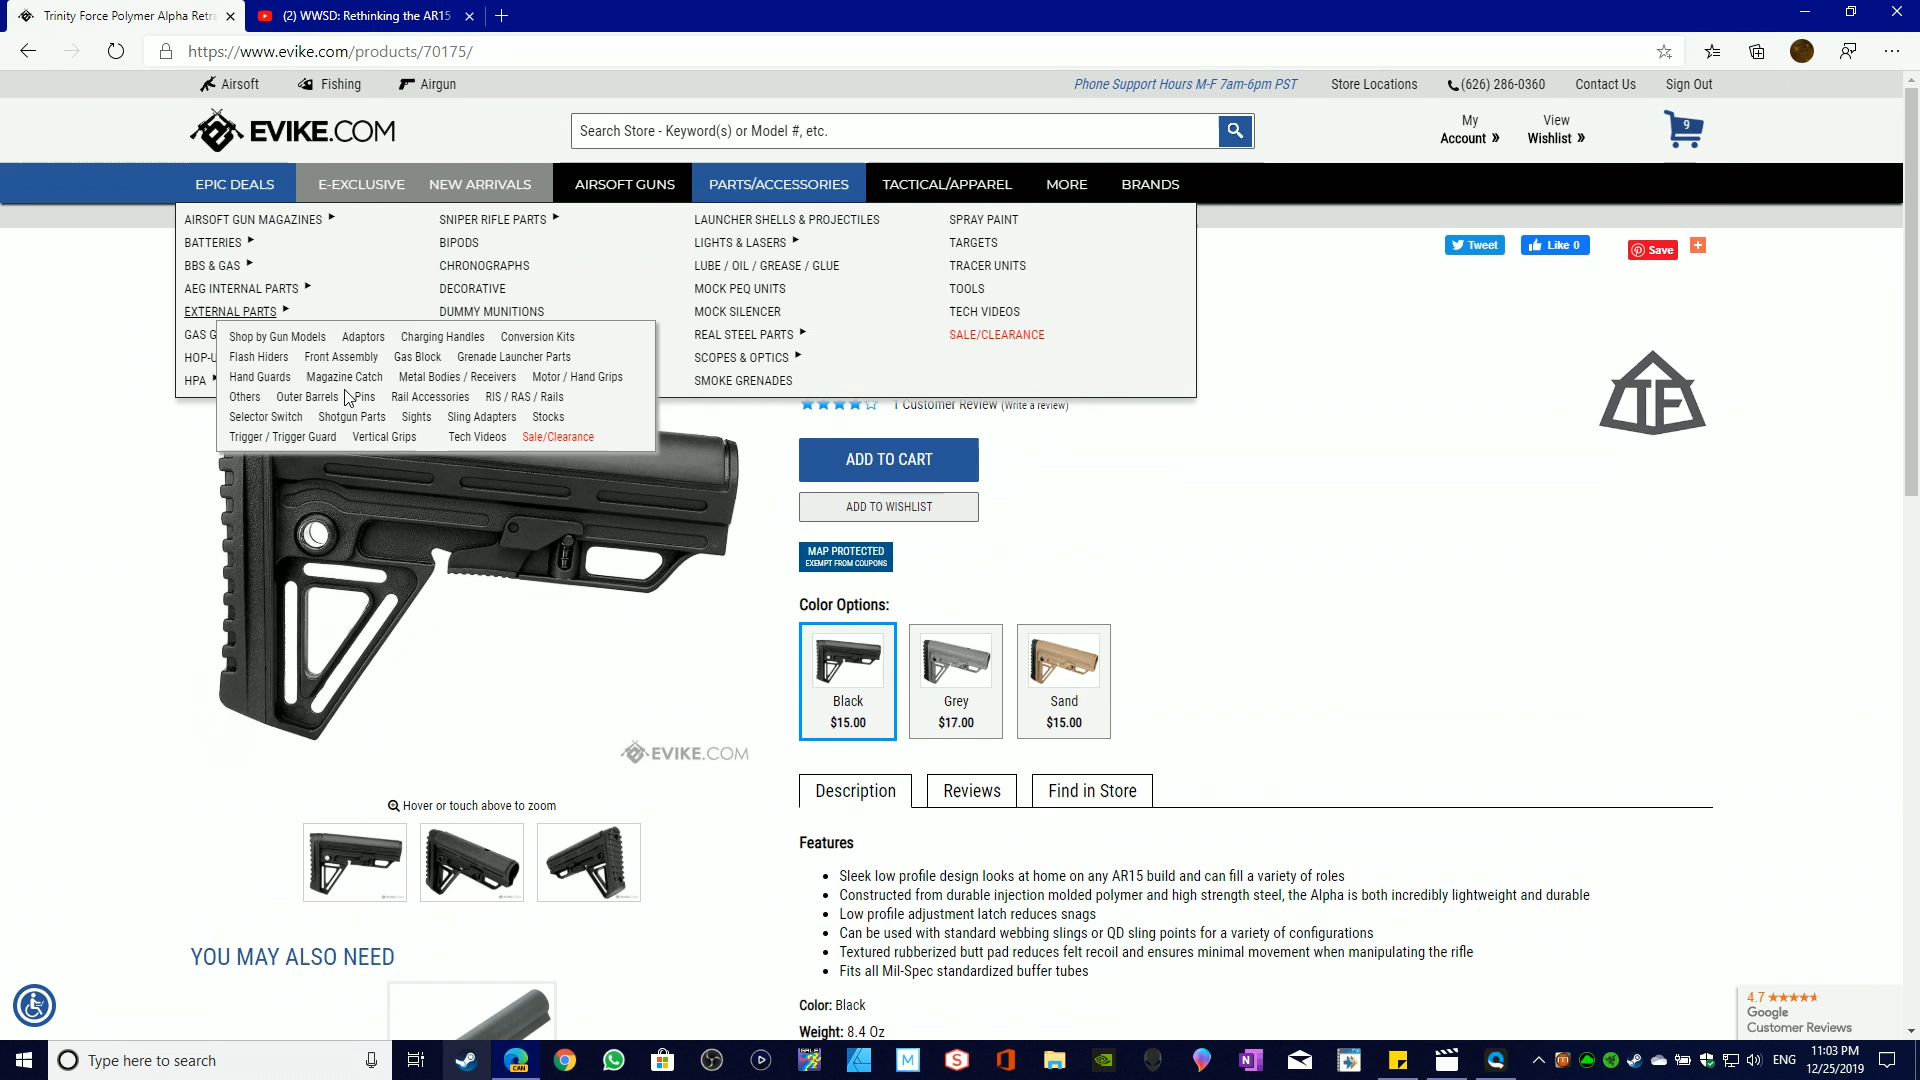 Trinity Force Polymer Alpha Retra
(2) WWSD: Rethinking the AR15
https://www.evike.com/products/70175/
Airsoft Fishing Airgun
Phone Support Hours M-F 7am-6pm PST Store Locations (626) 286-0360 Contact Us Sign Out
EVIKE.COM
Search Store - Keyword(s) or Model #, etc.
My Account »
View Wishlist »
9
EPIC DEALS E-EXCLUSIVE NEW ARRIVALS AIRSOFT GUNS PARTS/ACCESSORIES TACTICAL/APPAREL MORE BRANDS
AIRSOFT GUN MAGAZINES SNIPER RIFLE PARTS LAUNCHER SHELLS & PROJECTILES SPRAY PAINT
BATTERIES BIPODS LIGHTS & LASERS TARGETS
BBS & GAS CHRONOGRAPHS LUBE / OIL / GREASE / GLUE TRACER UNITS
AEG INTERNAL PARTS DECORATIVE MOCK PEQ UNITS TOOLS
EXTERNAL PARTS DUMMY MUNITIONS MOCK SILENCER TECH VIDEOS
GAS G REAL STEEL PARTS SALE/CLEARANCE
HOP-U SCOPES & OPTICS
HPA SMOKE GRENADES
Shop by Gun Models Adaptors Charging Handles Conversion Kits
Flash Hiders Front Assembly Gas Block Grenade Launcher Parts
Hand Guards Magazine Catch Metal Bodies / Receivers Motor / Hand Grips
Others Outer Barrels Pins Rail Accessories RIS / RAS / Rails
Selector Switch Shotgun Parts Sights Sling Adapters Stocks
Trigger / Trigger Guard Vertical Grips Tech Videos Sale/Clearance
Tweet Like 0 Save
TF
1 Customer Review (Write a review)
ADD TO CART
ADD TO WISHLIST
MAP PROTECTED
EXEMPT FROM COUPONS
Color Options:
Black Grey Sand
$15.00 $17.00 $15.00
EVIKE.COM
Hover or touch above to zoom
Description Reviews Find in Store
Features
Sleek low profile design looks at home on any AR15 build and can fill a variety of roles
Constructed from durable injection molded polymer and high strength steel, the Alpha is both incredibly lightweight and durable
Low profile adjustment latch reduces snags
Can be used with standard webbing slings or QD sling points for a variety of configurations
Textured rubberized butt pad reduces felt recoil and ensures minimal movement when manipulating the rifle
Fits all Mil-Spec standardized buffer tubes
Color: Black
Weight: 8.4 Oz
YOU MAY ALSO NEED
4.7
Google
Customer Reviews
Type here to search
CAN
ENG
11:03 PM
12/25/2019